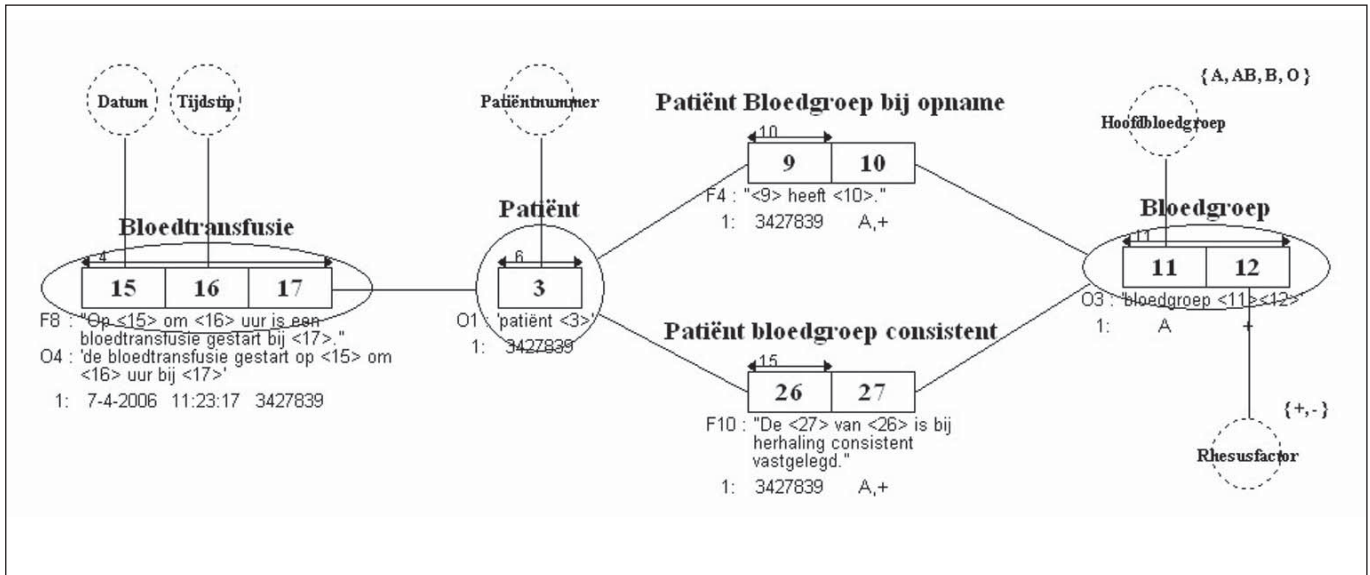 { A, AB, B, O }
Datum
Tijdstip
Patiëntnummer
Patiënt Bloedgroep bij opname
Hoofdbloedgroep
10
9 10
F4 : "<9> heeft <10>."
1: 3427839 A,+
Bloedtransfusie
4
15 16 17
F8 : "Op <15> om <16> uur is een
bloedtransfusie gestart bij <17>."
O4 : 'de bloedtransfusie gestart op <15> om
<16> uur bij <17>'
1: 7-4-2006 11:23:17 3427839
Patiënt
6
3
O1 : 'patiënt <3>'
1: 3427839
Bloedgroep
11
11 12
O3 : 'bloedgroep <11><12>'
1: A +
Patiënt bloedgroep consistent
15
26 27
F10 : "De <27> van <26> is bij
herhaling consistent
vastgelegd."
1: 3427839 A,+
{+,-}
Rhesusfactor